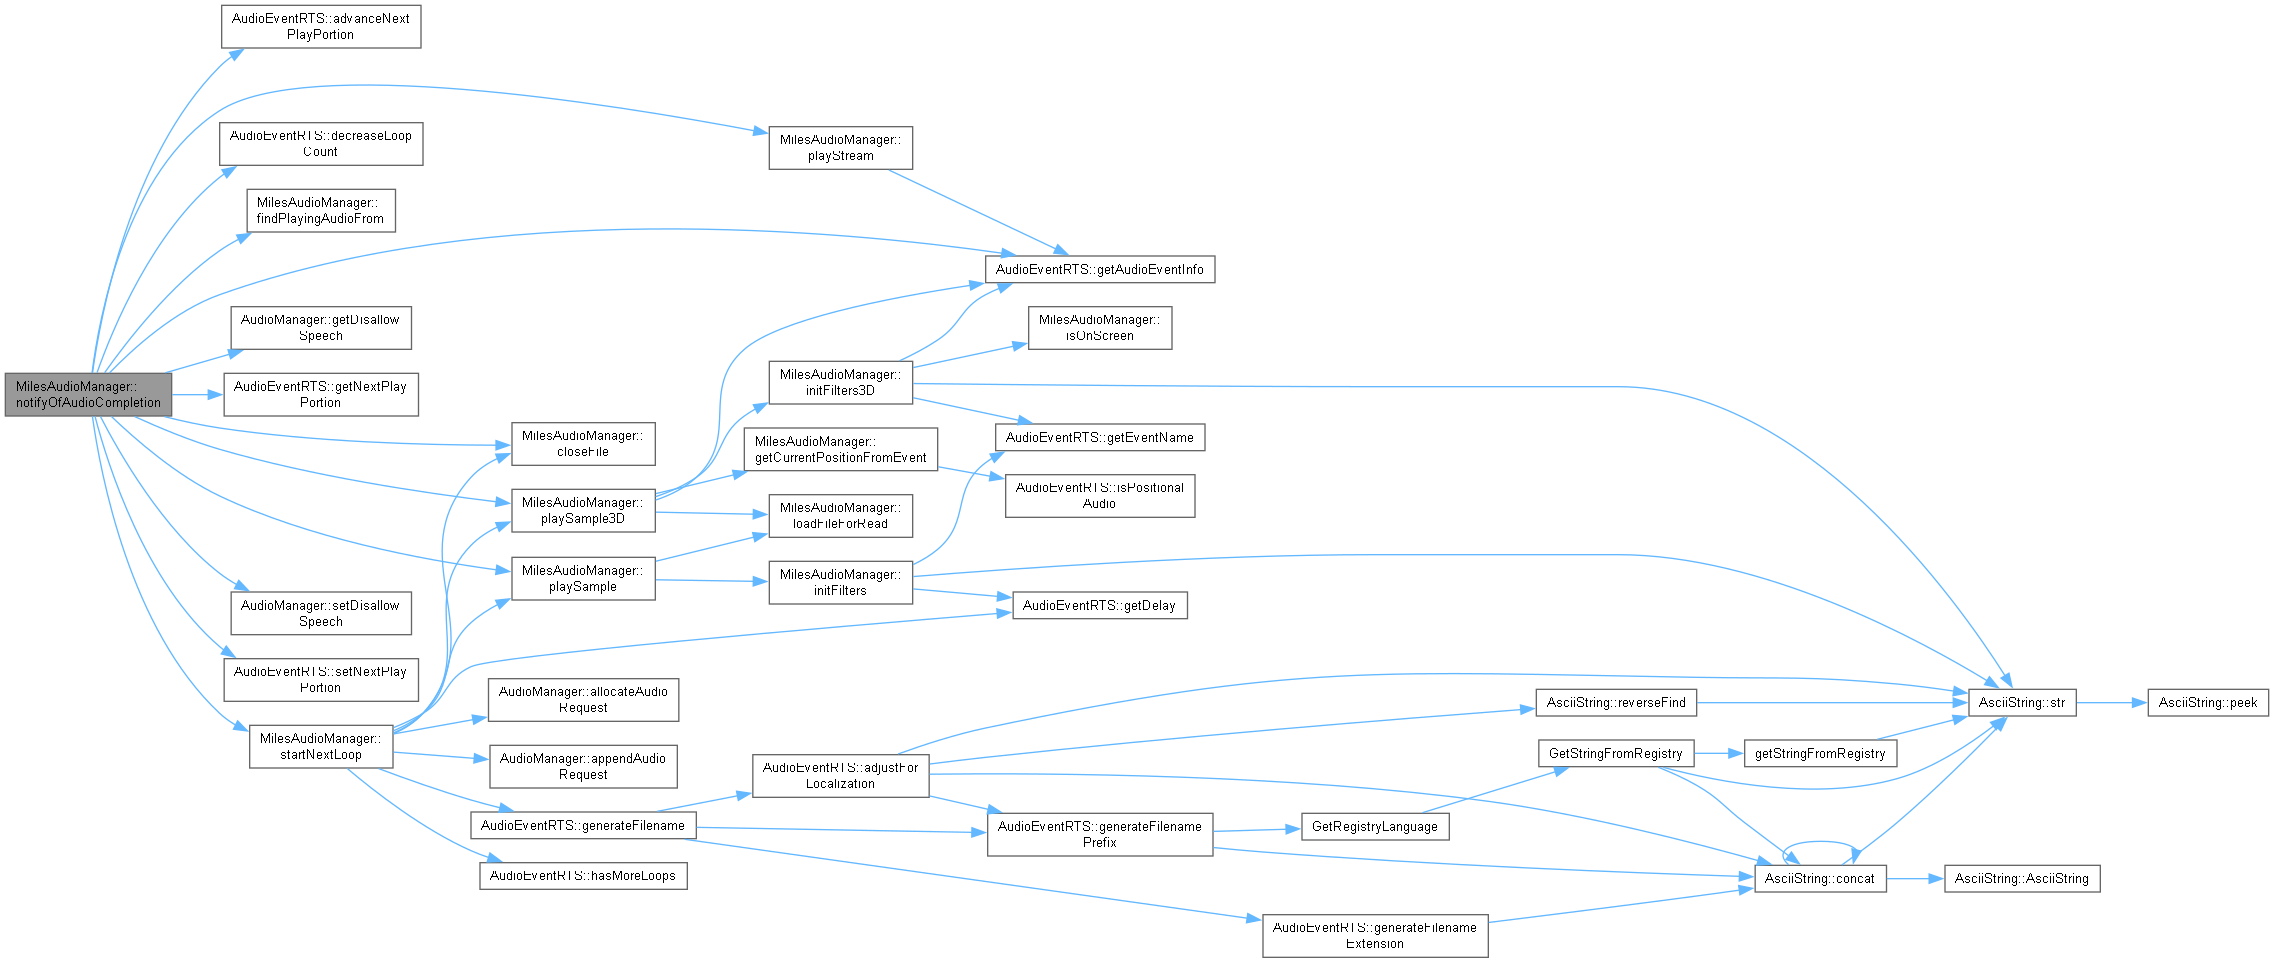 AudioEventRTS::advanceNext
PlayPortion
AudioEventRTS::decreaseLoop
Count
MilesAudioManager::
findPlayingAudioFrom
AudioManager::getDisallow
Speech
MilesAudioManager::
notifyOfAudioCompletion
AudioEventRTS::getNextPlay
Portion
AudioManager::setDisallow
Speech
AudioEventRTS::setNextPlay
Portion
MilesAudioManager::
startNextLoop
MilesAudioManager::
closeFile
MilesAudioManager::
playSample3D
MilesAudioManager::
playSample
AudioManager::allocateAudio
Request
AudioManager::appendAudio
Request
AudioEventRTS::generateFilename
AudioEventRTS::hasMoreLoops
MilesAudioManager::
playStream
MilesAudioManager::
initFilters3D
MilesAudioManager::
getCurrentPositionFromEvent
MilesAudioManager::
loadFileForRead
MilesAudioManager::
initFilters
AudioEventRTS::adjustFor
Localization
AudioEventRTS::getAudioEventInfo
MilesAudioManager::
isOnScreen
AudioEventRTS::getEventName
AudioEventRTS::isPositional
Audio
AudioEventRTS::getDelay
AudioEventRTS::generateFilename
Prefix
AudioEventRTS::generateFilename
Extension
GetRegistryLanguage
AsciiString::reverseFind
GetStringFromRegistry
getStringFromRegistry
AsciiString::concat
AsciiString::str
AsciiString::AsciiString
AsciiString::peek